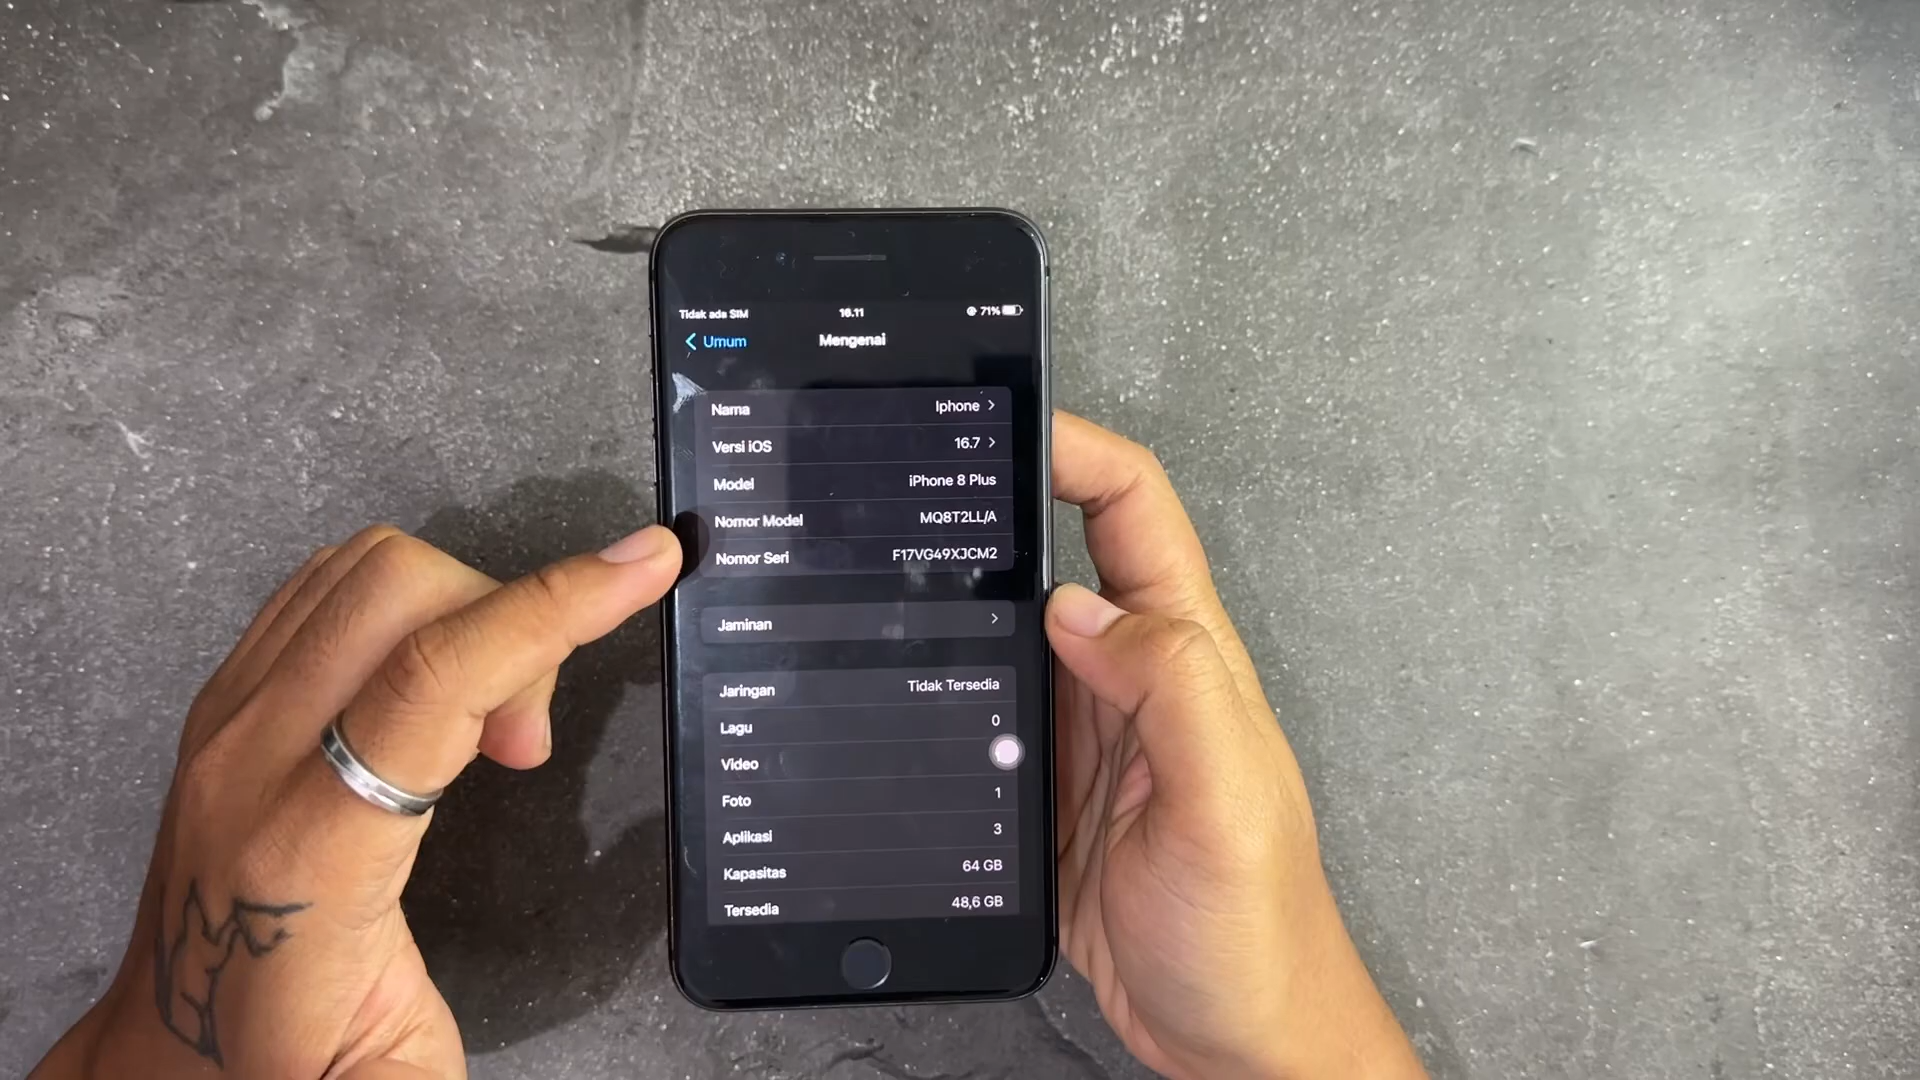 Tidak ada SIM 16.11 71%
Umum Mengenai
Nama Iphone
Versi iOS 16.7
Model iPhone 8 Plus
Nomor Model MQ8T2LL/A
Nomor Seri F17VG49XJCM2
Jaminan
Jaringan Tidak Tersedia
Lagu 0
Video
Foto 1
Aplikasi 3
Kapasitas 64 GB
Tersedia 48,6 GB